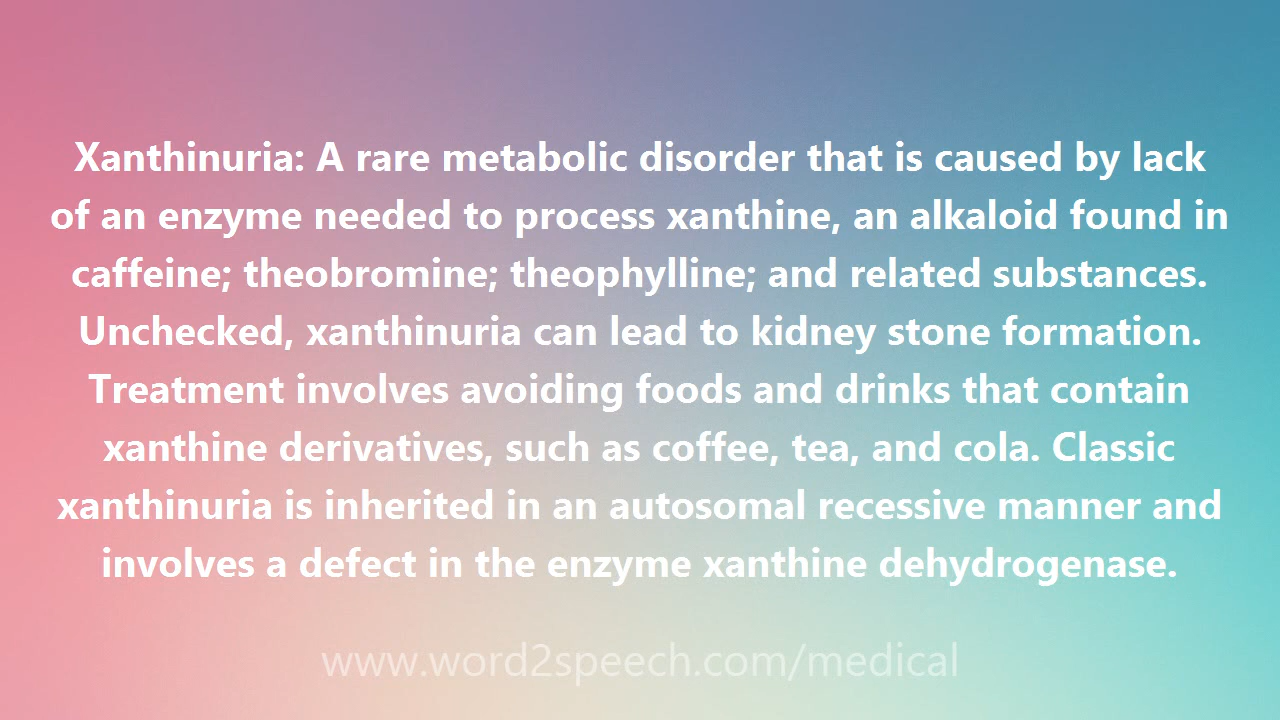 Xanthinuria: A rare metabolic disorder that is caused by lack
of an enzyme needed to process xanthine, an alkaloid found in
caffeine; theobromine; theophylline; and related substances.
Unchecked, xanthinuria can lead to kidney stone formation.
Treatment involves avoiding foods and drinks that contain
xanthine derivatives, such as coffee, tea, and cola. Classic
xanthinuria is inherited in an autosomal recessive manner and
involves a defect in the enzyme xanthine dehydrogenase.
www.word2speech.com/medical